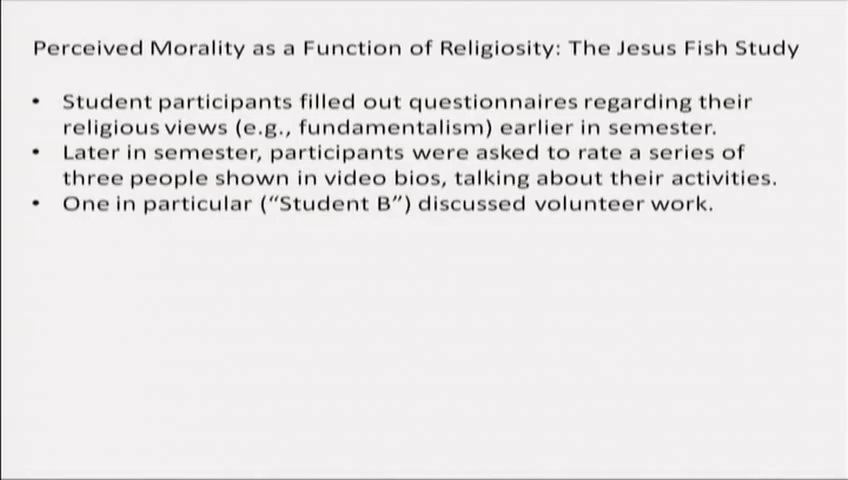 Perceived Morality as a Function of Religiosity: The Jesus Fish Study
• Student participants filled out questionnaires regarding their
religious views (e.g., fundamentalism) earlier in semester.
• Later in semester, participants were asked to rate a series of
three people shown in video bios, talking about their activities.
• One in particular (“Student B”) discussed volunteer work.